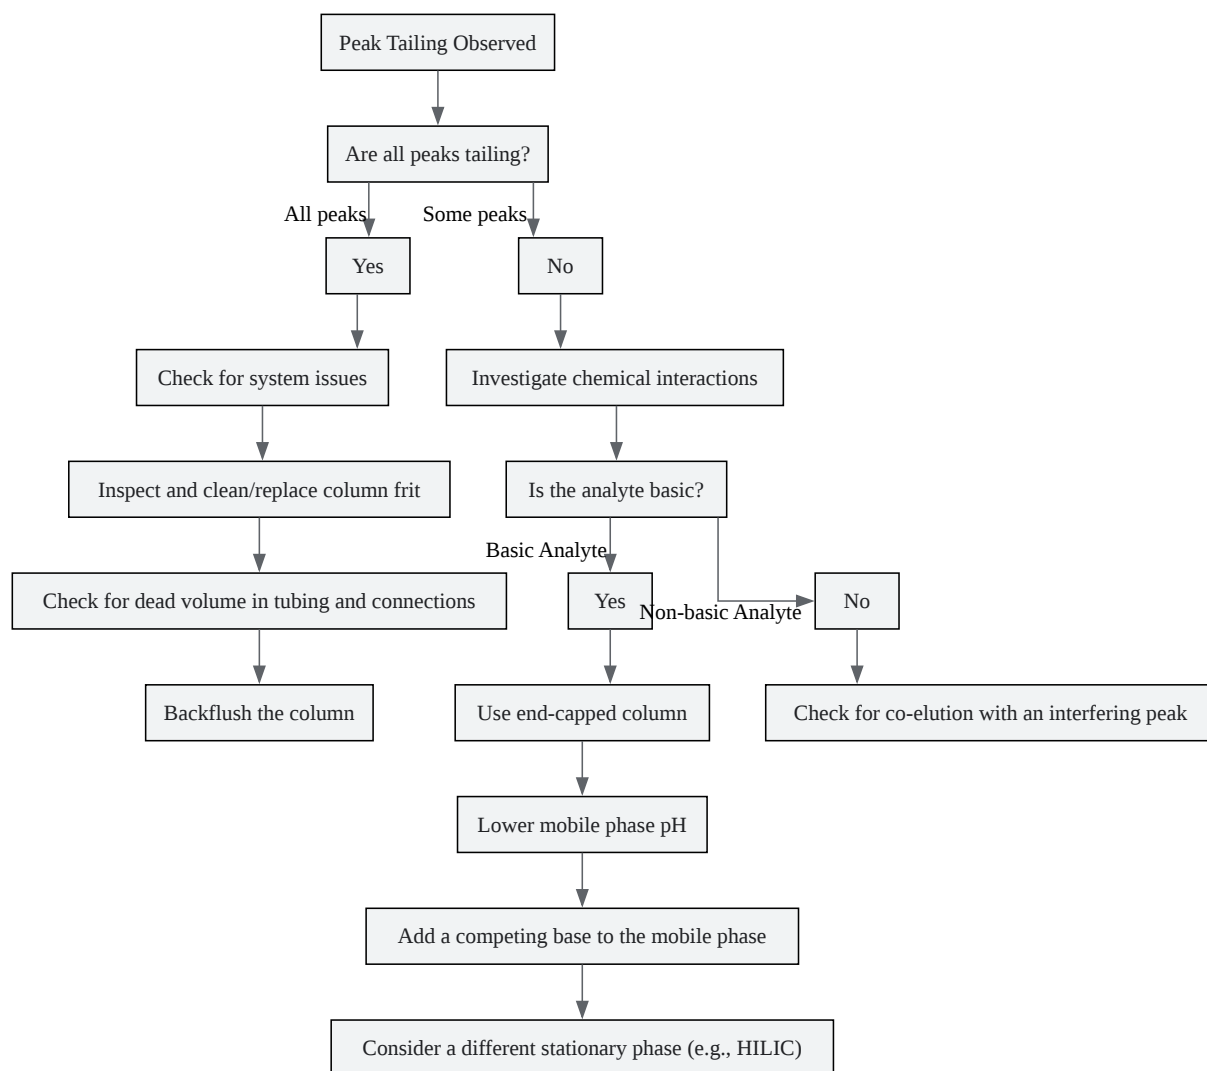 Peak Tailing Observed
Are all peaks tailing?
All peaks
Some peaks
Yes
No
Check for system issues
Investigate chemical interactions
Inspect and clean/replace column frit
Is the analyte basic?
Basic Analyte
Check for dead volume in tubing and connections
Yes
Non-basic Analyte
No
Backflush the column
Use end-capped column
Check for co-elution with an interfering peak
Lower mobile phase pH
Add a competing base to the mobile phase
Consider a different stationary phase (e.g., HILIC)